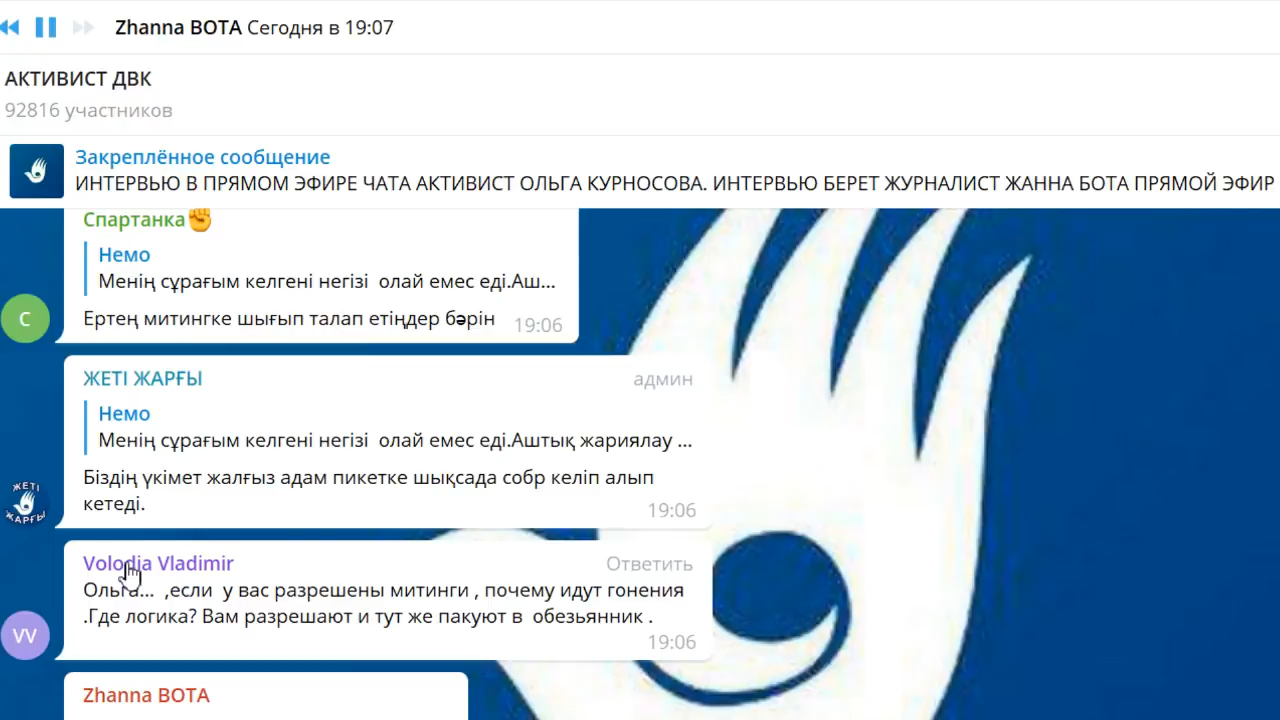 Zhanna BOTA Сегодня в 19:07
АКТИВИСТ ДВК
92816 участников
Закреплённое сообщение
ИНТЕРВЬЮ В ПРЯМОМ ЭФИРЕ ЧАТА АКТИВИСТ ОЛЬГА КУРНОСОВА. ИНТЕРВЬЮ БЕРЕТ ЖУРНАЛИСТ ЖАННА БОТА ПРЯМОЙ ЭФИР
Спартанка✊
Немо
Менің сұрағым келгені негізі олай емес еді.Аш...
Ертең митингке шығып талап етіңдер бәрін
19:06
С
ЖЕТІ ЖАРҒЫ
админ
Немо
Менің сұрағым келгені негізі олай емес еді.Аштық жариялау ...
Біздің үкімет жалғыз адам пикетке шықсада собр келіп алып
кетеді.
19:06
ЖЕТІ
ЖАРҒЫ
Volodja Vladimir
Ответить
Ольга... ,если у вас разрешены митинги , почему идут гонения
.Где логика? Вам разрешают и тут же пакуют в обезьянник .
19:06
VV
Zhanna BOTA